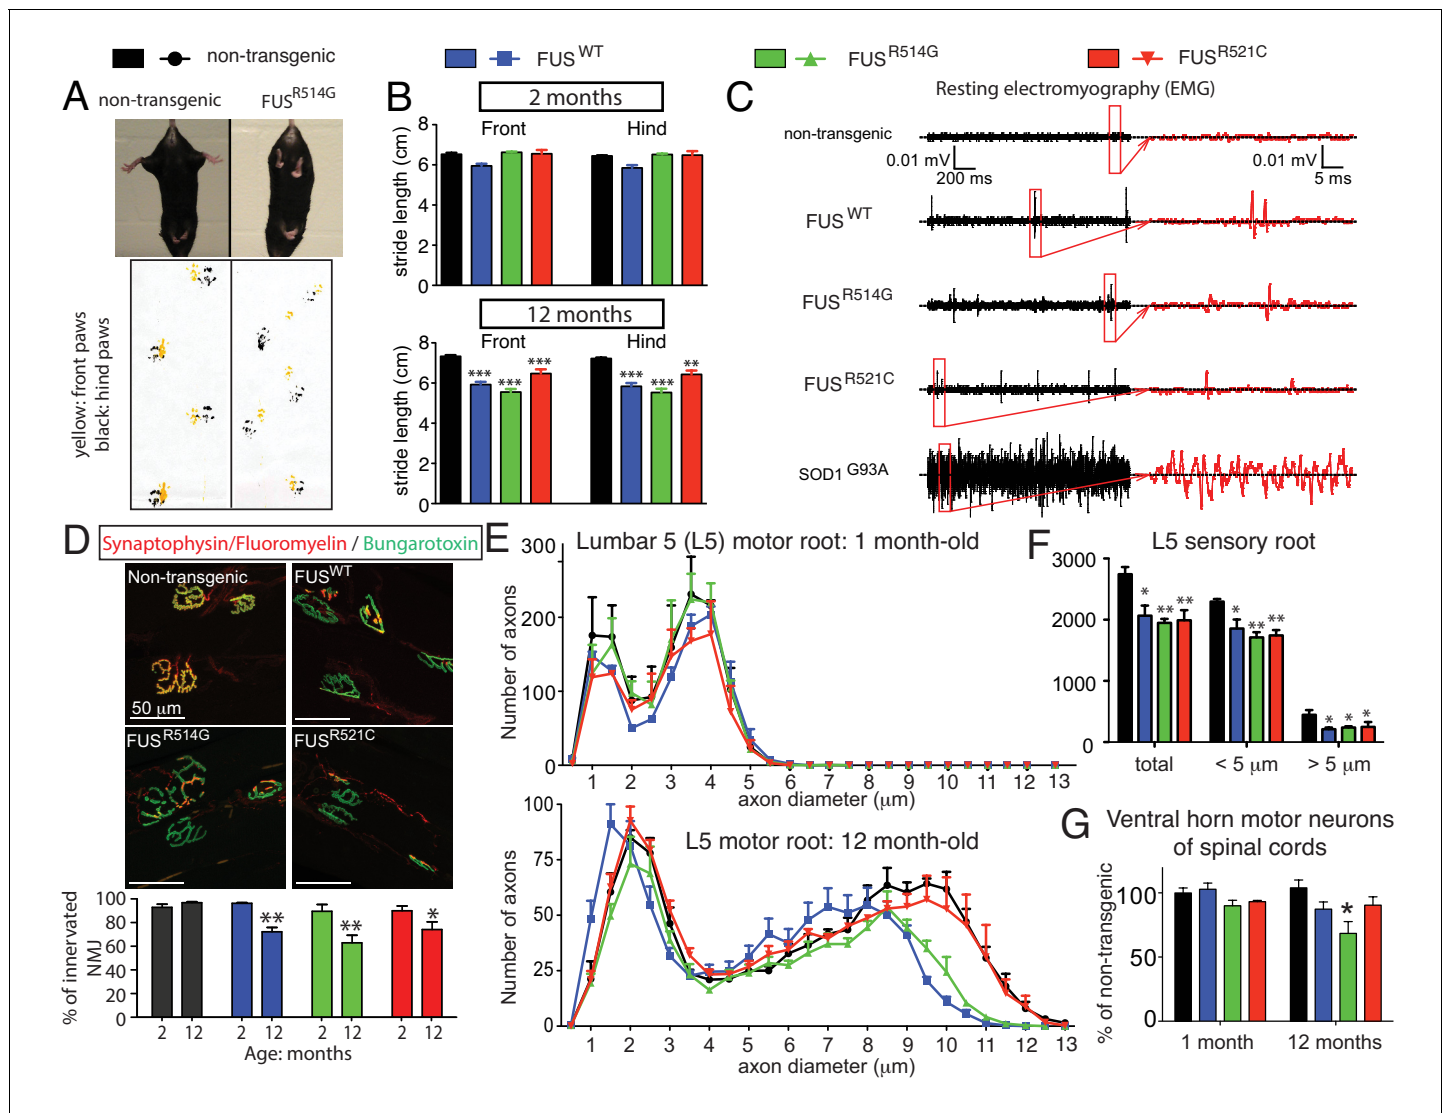 non-transgenic
FUS WT
FUS R514G
FUS R521C
A
non-transgenic
FUS R514G
yellow: front paws
black: hind paws
B
2 months
Front
Hind
stride length (cm)
8
6
4
2
0
12 months
Front
Hind
stride length (cm)
8
6
4
2
0
***
***
***
***
***
**
C
Resting electromyography (EMG)
non-transgenic
0.01 mV
200 ms
0.01 mV
5 ms
FUS WT
FUS R514G
FUS R521C
SOD1 G93A
D
Synaptophysin/Fluoromyelin / Bungarotoxin
Non-transgenic
FUS WT
50 µm
FUS R514G
FUS R521C
% of innervated
NMJ
100
80
60
40
20
0
**
**
*
2 12 2 12 2 12 2 12
Age: months
E
Lumbar 5 (L5) motor root: 1 month-old
Number of axons
300
200
100
0
1 2 3 4 5 6 7 8 9 10 11 12 13
axon diameter (µm)
L5 motor root: 12 month-old
Number of axons
100
75
50
25
0
1 2 3 4 5 6 7 8 9 10 11 12 13
axon diameter (µm)
F
L5 sensory root
3000
2000
1000
0
* ** **
* ** **
* * *
total < 5 µm > 5 µm
G
Ventral horn motor neurons
of spinal cords
% of non-transgenic
100
50
0
*
1 month 12 months